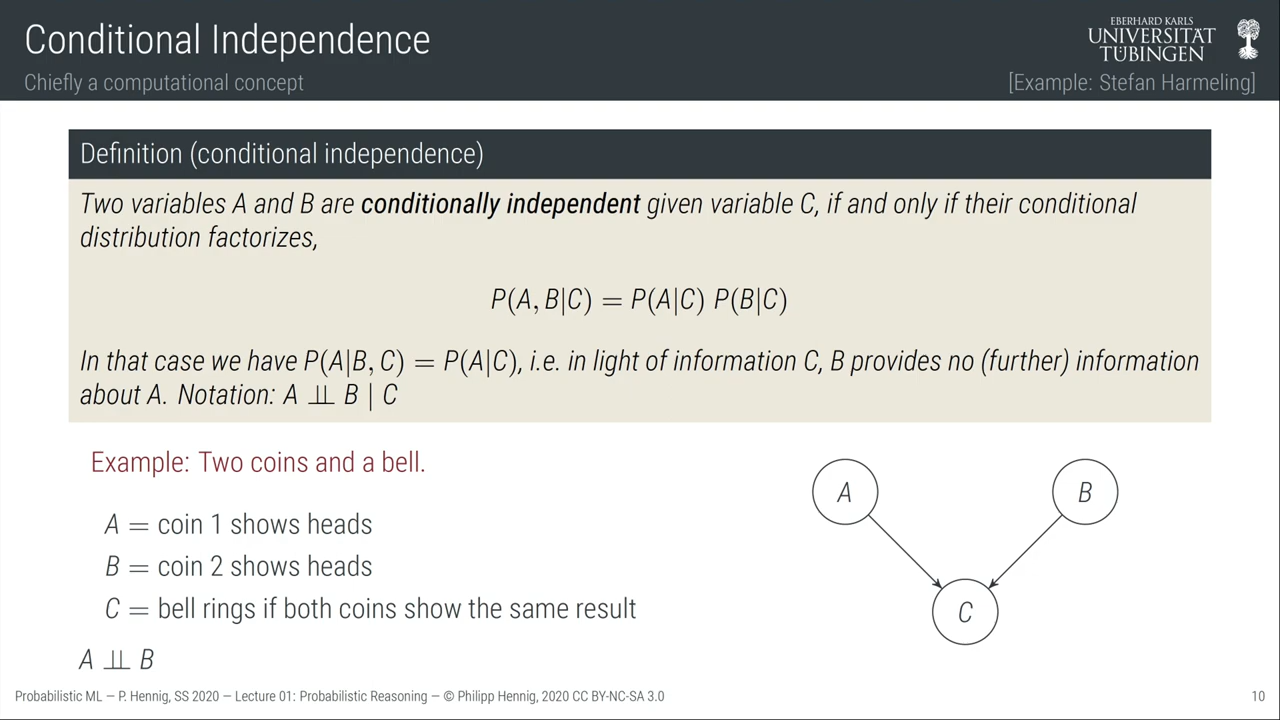 Conditional Independence
Chiefly a computational concept
EBERHARD KARLS
UNIVERSITÄT
TÜBINGEN
[Example: Stefan Harmeling]
Definition (conditional independence)
Two variables A and B are conditionally independent given variable C, if and only if their conditional
distribution factorizes,
P(A, B|C) = P(A|C) P(B|C)
In that case we have P(A|B, C) = P(A|C), i.e. in light of information C, B provides no (further) information
about A. Notation: A ⫫ B | C
Example: Two coins and a bell.
A = coin 1 shows heads
B = coin 2 shows heads
C = bell rings if both coins show the same result
A ⫫ B
A
B
C
Probabilistic ML — P. Hennig, SS 2020 — Lecture 01: Probabilistic Reasoning — © Philipp Hennig, 2020 CC BY-NC-SA 3.0
10